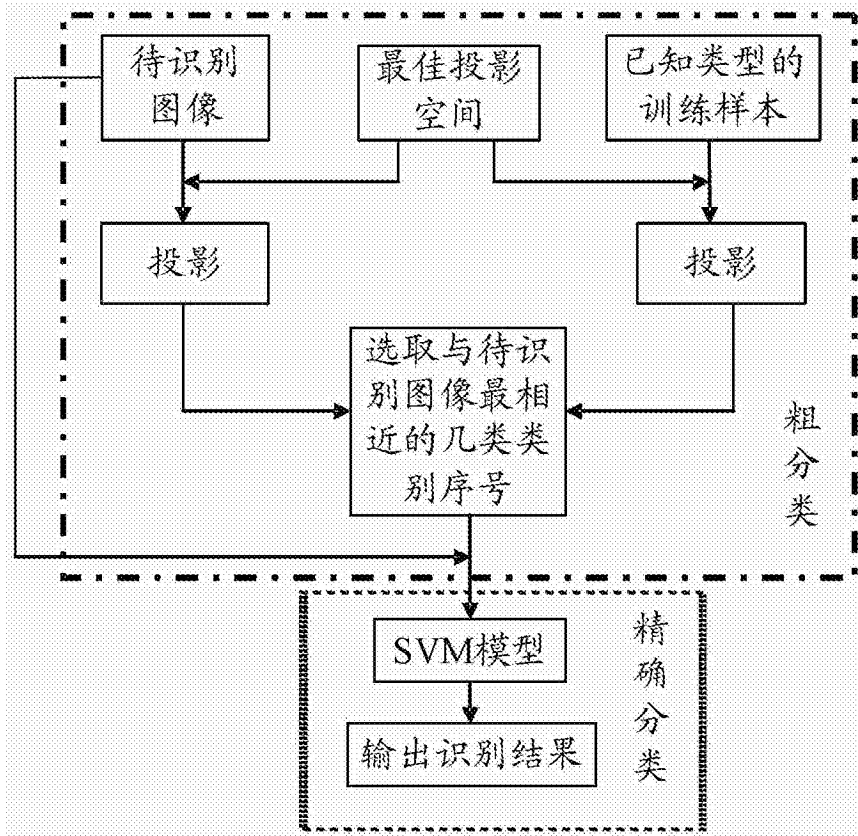 待识别
图像
最佳投影
空间
已知类型的
训练样本
投影
投影
选取与待识
别图像最相
近的几类类
别序号
粗分类
SVM模型
精确分类
输出识别结果